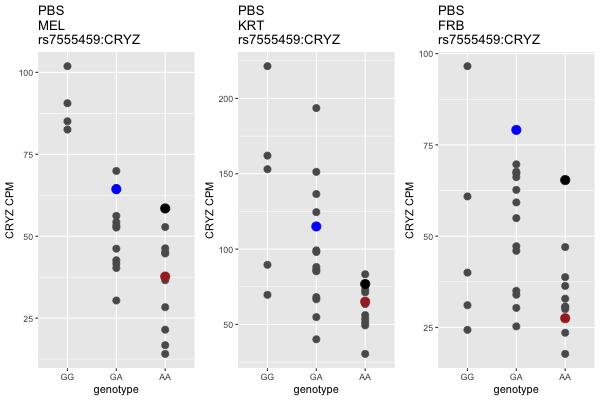 PBS
MEL
rs7555459:CRYZ
100
75
50
25
CRYZ CPM
GG GA AA
genotype
PBS
KRT
rs7555459:CRYZ
200
150
100
50
CRYZ CPM
GG GA AA
genotype
PBS
FRB
rs7555459:CRYZ
100
75
50
25
CRYZ CPM
GG GA AA
genotype